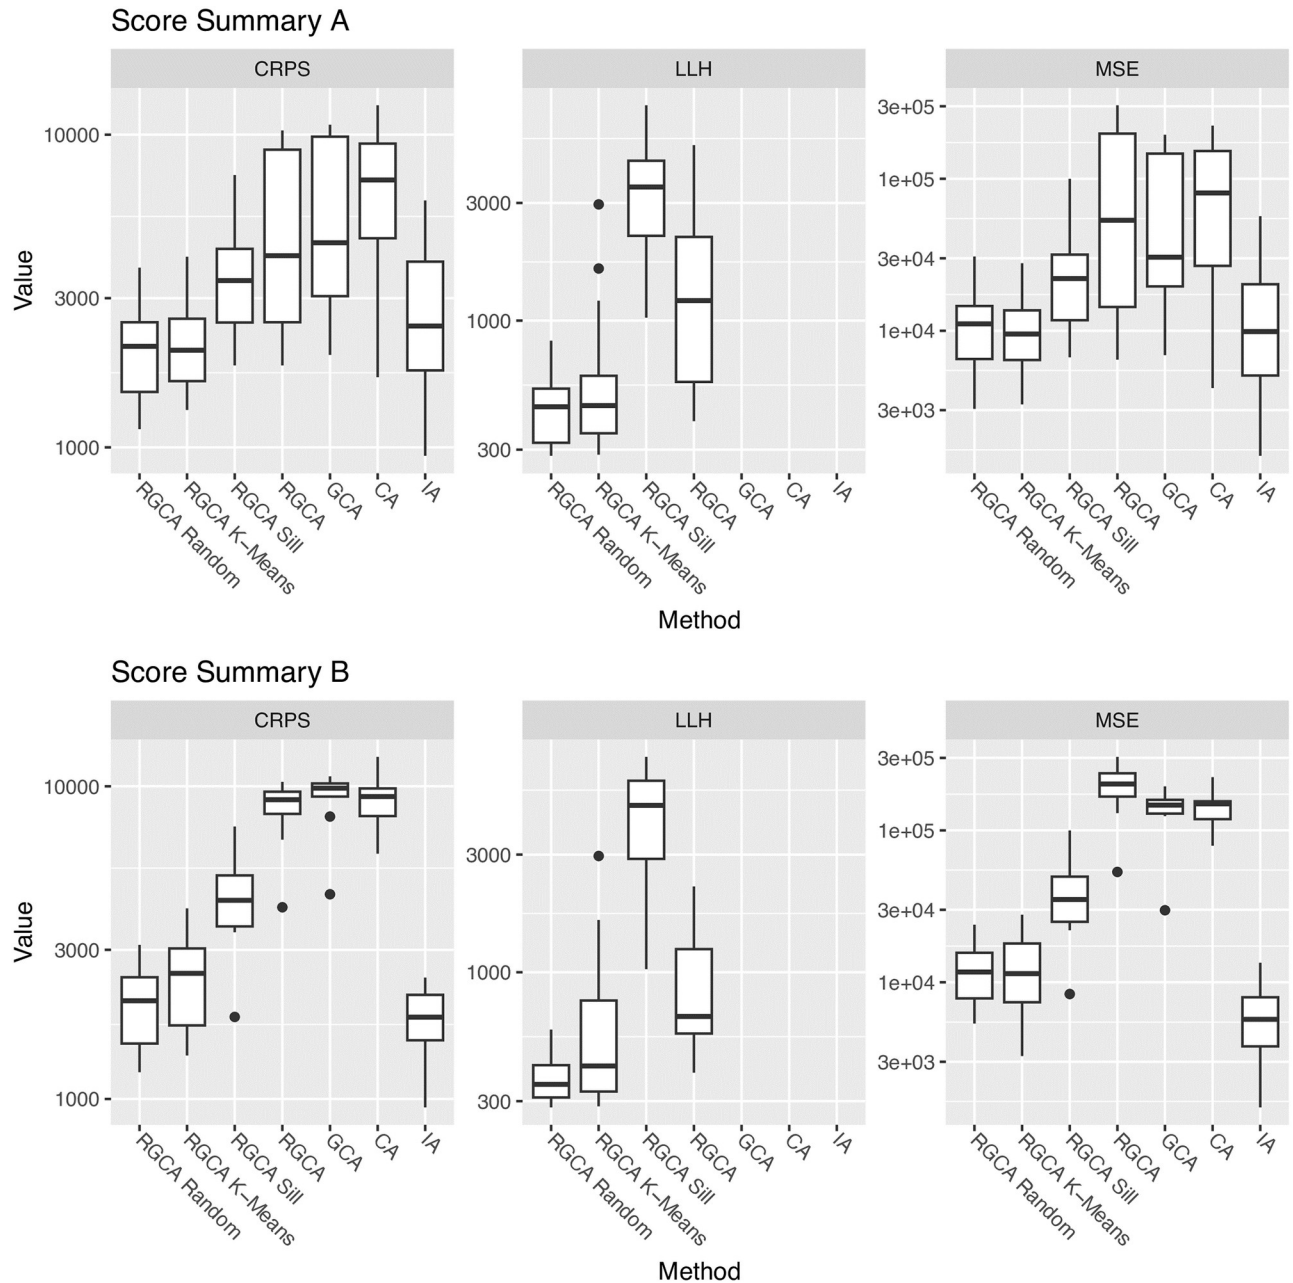 Score Summary A
CRPS
LLH
MSE
Value
10000
3000
1000
3000
1000
300
3e+05
1e+05
3e+04
1e+04
3e+03
RGCA Random
RGCA K−Means
RGCA Sill
RGCA
GCA
CA
IA
RGCA Random
RGCA K−Means
RGCA Sill
RGCA
GCA
CA
IA
RGCA Random
RGCA K−Means
RGCA Sill
RGCA
GCA
CA
IA
Method
Score Summary B
CRPS
LLH
MSE
Value
10000
3000
1000
3000
1000
300
3e+05
1e+05
3e+04
1e+04
3e+03
RGCA Random
RGCA K−Means
RGCA Sill
RGCA
GCA
CA
IA
RGCA Random
RGCA K−Means
RGCA Sill
RGCA
GCA
CA
IA
RGCA Random
RGCA K−Means
RGCA Sill
RGCA
GCA
CA
IA
Method